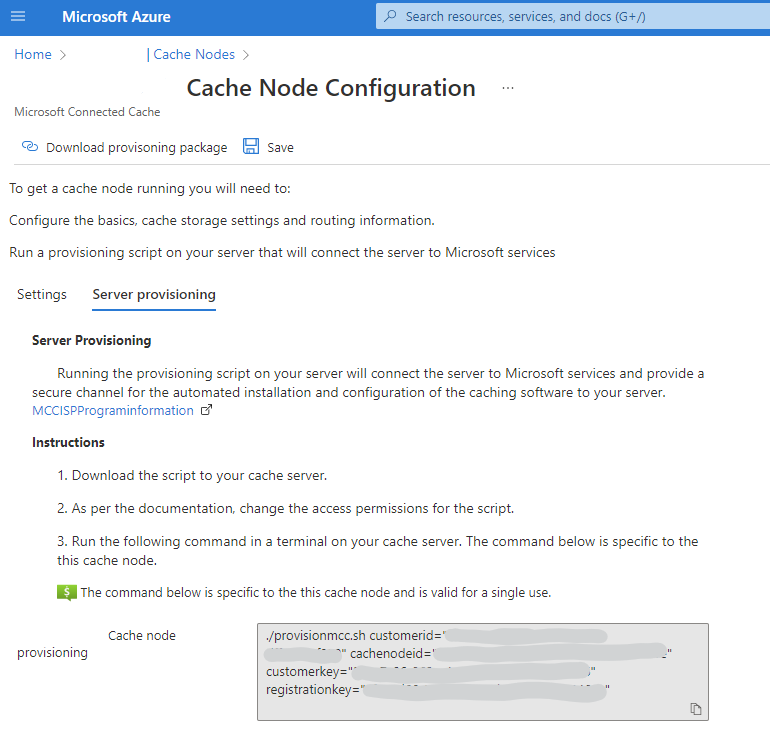 Microsoft Azure
Search resources, services, and docs (G+/)
Home > | Cache Nodes >
Cache Node Configuration ...
Microsoft Connected Cache
Download provisoning package Save
To get a cache node running you will need to:
Configure the basics, cache storage settings and routing information.
Run a provisioning script on your server that will connect the server to Microsoft services
Settings Server provisioning
Server Provisioning
Running the provisioning script on your server will connect the server to Microsoft services and provide a
secure channel for the automated installation and configuration of the caching software to your server.
MCCISPPrograminformation
Instructions
1. Download the script to your cache server.
2. As per the documentation, change the access permissions for the script.
3. Run the following command in a terminal on your cache server. The command below is specific to the
this cache node.
$ The command below is specific to the this cache node and is valid for a single use.
Cache node
provisioning
./provisionmcc.sh customerid="
" cachenodeid=" "
customerkey=" "
registrationkey=" "